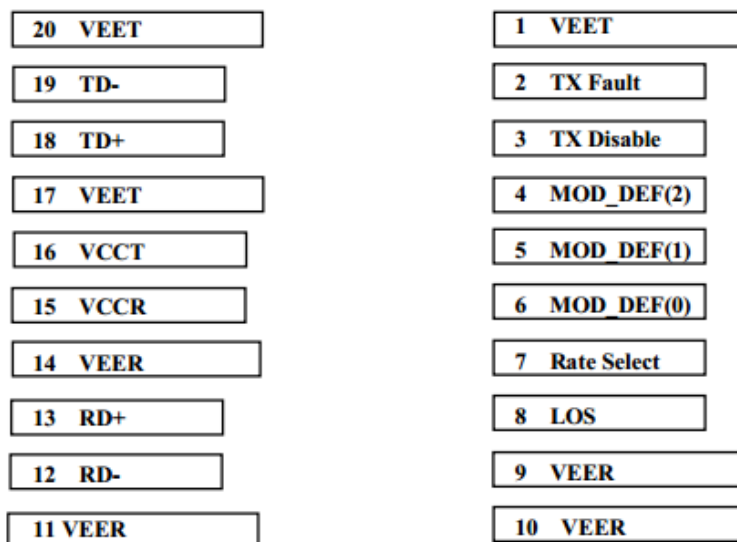 20 VEET
19 TD-
18 TD+
17 VEET
16 VCCT
15 VCCR
14 VEER
13 RD+
12 RD-
11 VEER
1 VEET
2 TX Fault
3 TX Disable
4 MOD_DEF(2)
5 MOD_DEF(1)
6 MOD_DEF(0)
7 Rate Select
8 LOS
9 VEER
10 VEER